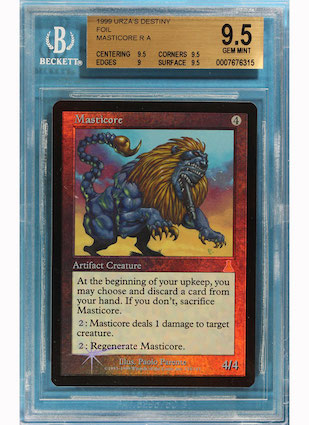 1999 URZA'S DESTINY
FOIL
MASTICORE R A
CENTERING 9.5 CORNERS 9.5
EDGES 9 SURFACE 9.5
9.5
GEM MINT
0007676315
B
BECKETT
Masticore
4
Artifact Creature
At the beginning of your upkeep, you
may choose and discard a card from
your hand. If you don't, sacrifice
Masticore.
2: Masticore deals 1 damage to target
creature.
2: Regenerate Masticore.
Illus. Paolo Parente
4/4